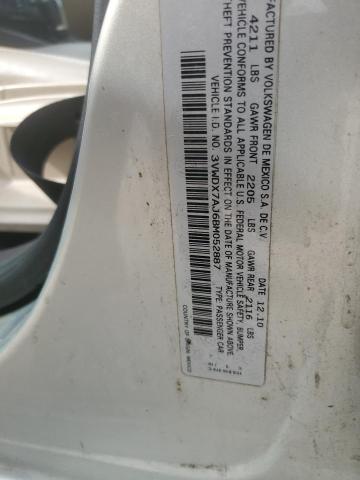 FACTURED BY VOLKSWAGEN DE MEXICO S.A. DE C.V. DATE 12.10
4211 LBS GAWR FRONT 2205 LBS GAWR REAR 2116 LBS
VEHICLE CONFORMS TO ALL APPLICABLE U.S. FEDERAL MOTOR VEHICLE SAFETY, BUMPER,
THEFT PREVENTION STANDARDS IN EFFECT ON THE DATE OF MANUFACTURE SHOWN ABOVE.
VEHICLE I.D. NO. 3VWDX7AJ6BM052887 TYPE: PASSENGER CAR
COUNTRY OF ORIGIN: MEXICO